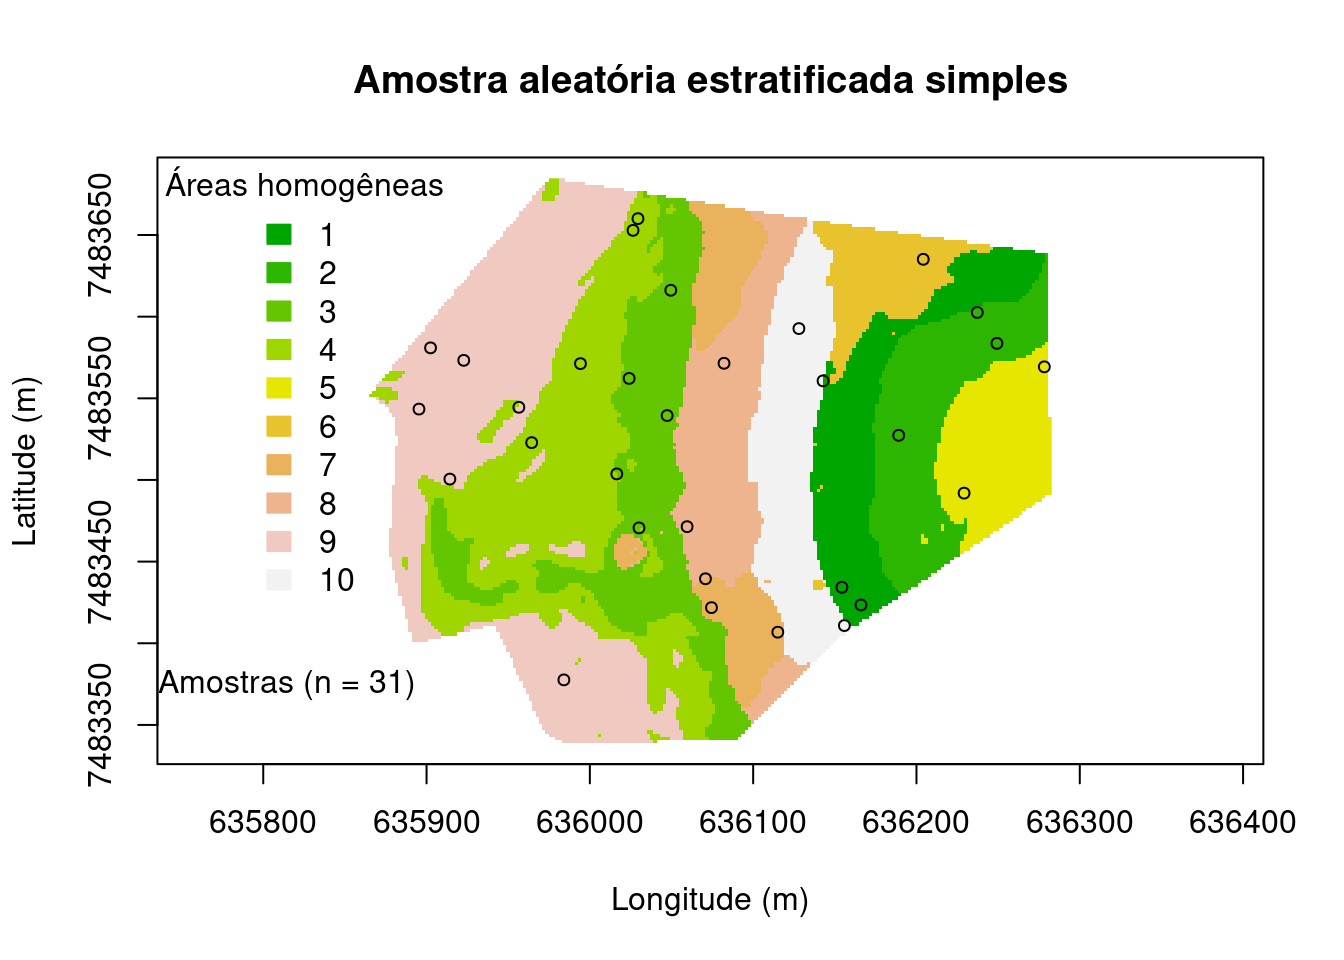 Amostra aleatória estratificada simples
Áreas homogêneas
1
2
3
4
5
6
7
8
9
10
Amostras (n = 31)
Latitude (m)
7483650
7483550
7483450
7483350
635800 635900 636000 636100 636200 636300 636400
Longitude (m)